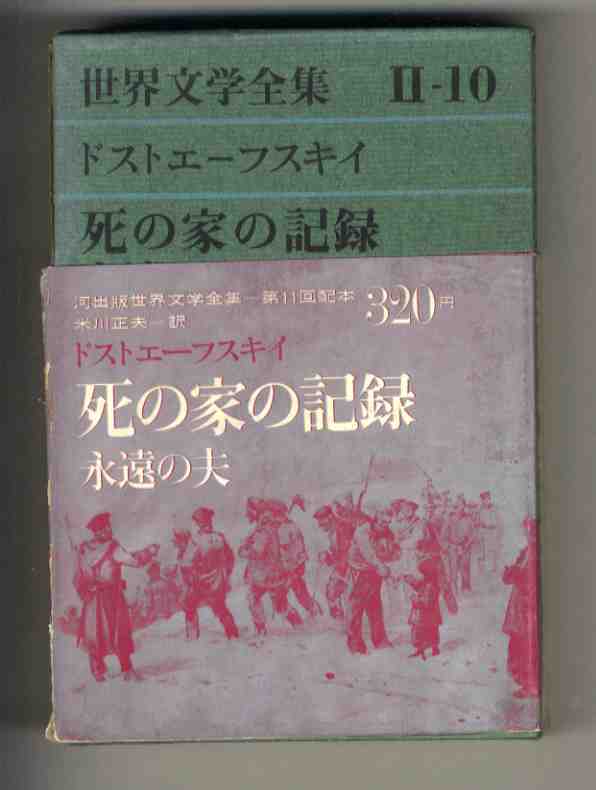 世界文学全集 II-10
ドストエーフスキイ
死の家の記録
河出版世界文学全集—第11回配本 320円
米川正夫—訳
ドストエーフスキイ
死の家の記録
永遠の夫